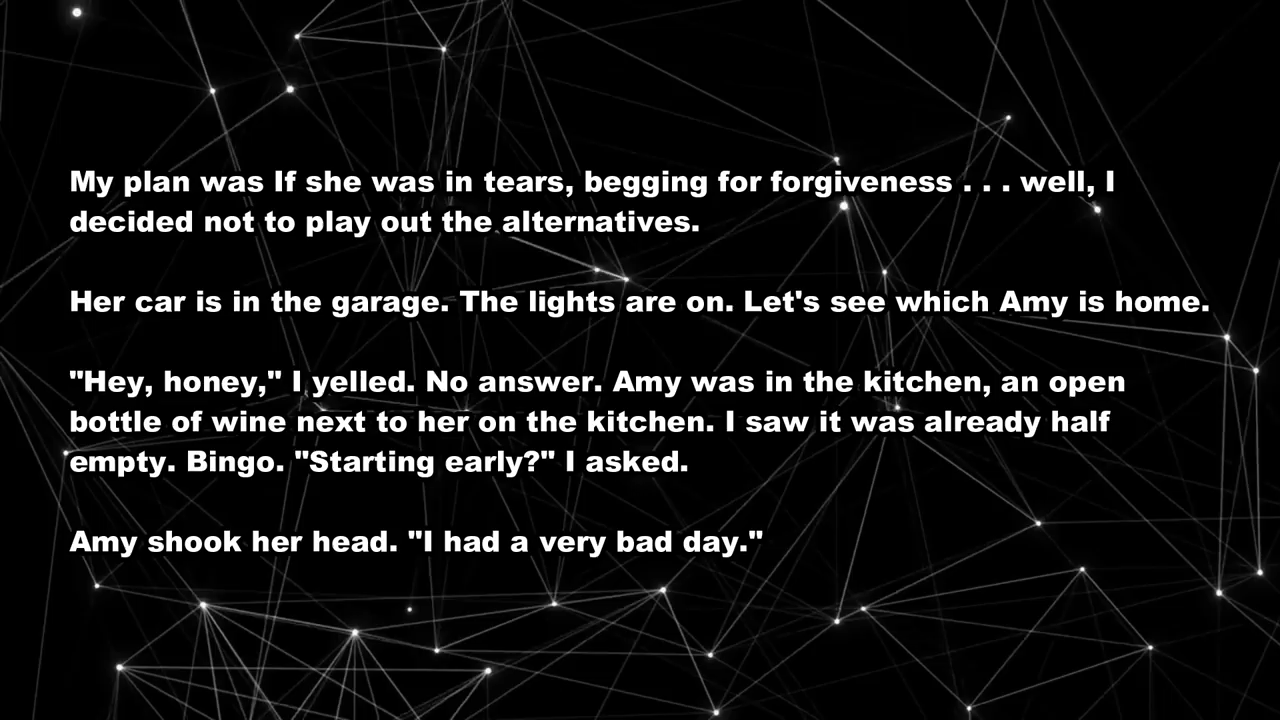 My plan was If she was in tears, begging for forgiveness . . . well, I
decided not to play out the alternatives.
Her car is in the garage. The lights are on. Let's see which Amy is home.
"Hey, honey," I yelled. No answer. Amy was in the kitchen, an open
bottle of wine next to her on the kitchen. I saw it was already half
empty. Bingo. "Starting early?" I asked.
Amy shook her head. "I had a very bad day."